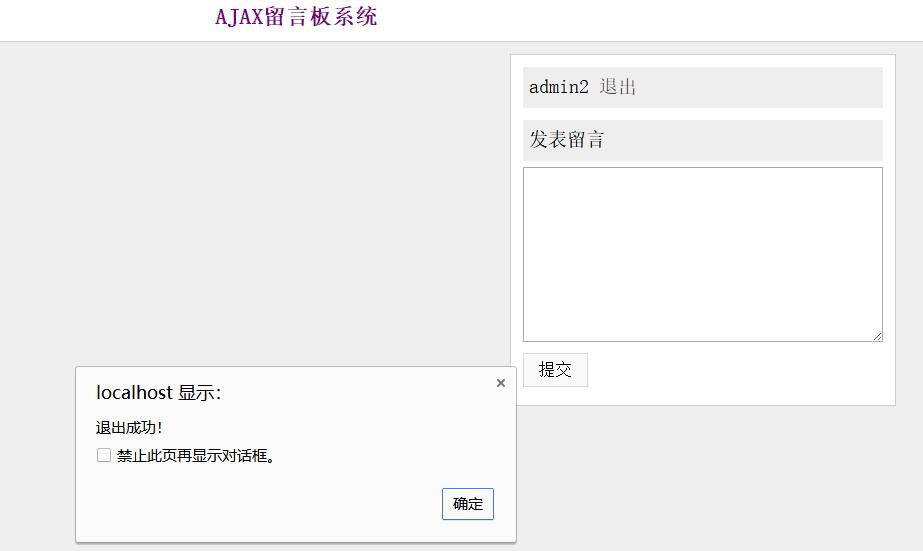 AJAX留言板系统
admin2 退出
发表留言
提交
localhost 显示：
×
退出成功！
禁止此页再显示对话框。
确定